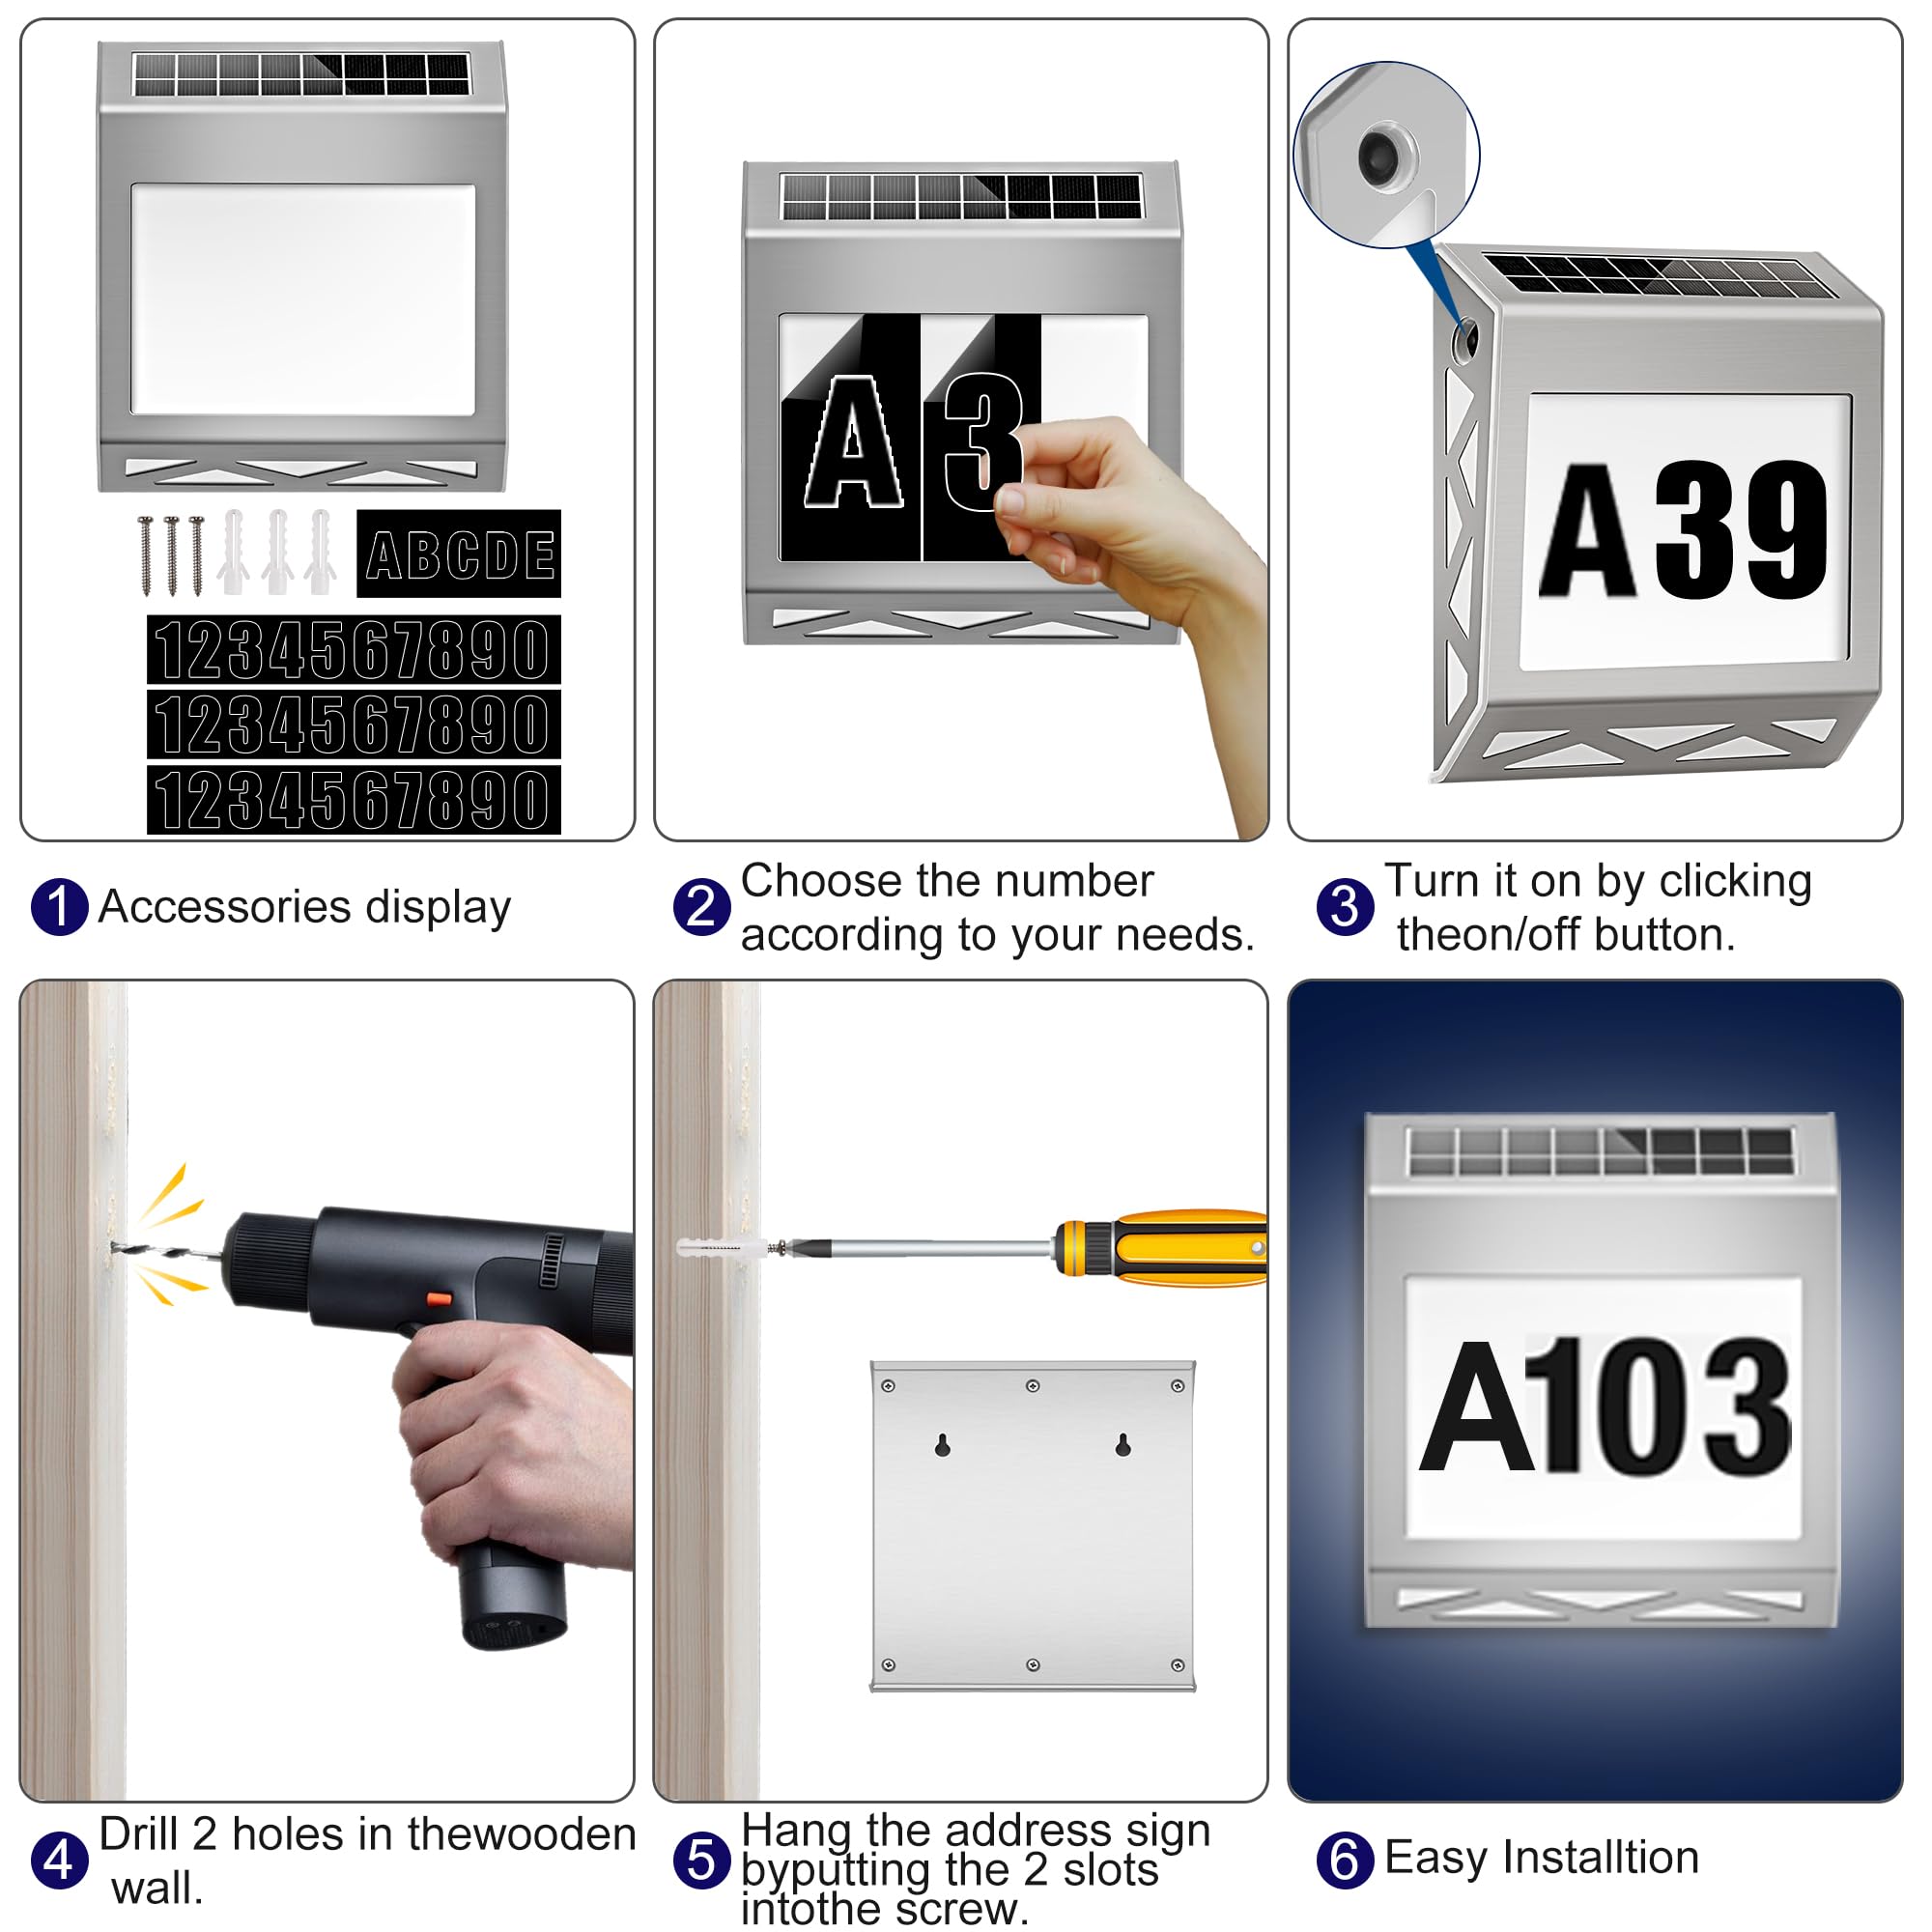 ABCDE
1234567890
1234567890
1234567890
A 3
A 39
1 Accessories display
2 Choose the number
according to your needs.
3 Turn it on by clicking
theon/off button.
A103
4 Drill 2 holes in thewooden
wall.
5 Hang the address sign
byputting the 2 slots
intothe screw.
6 Easy Installtion